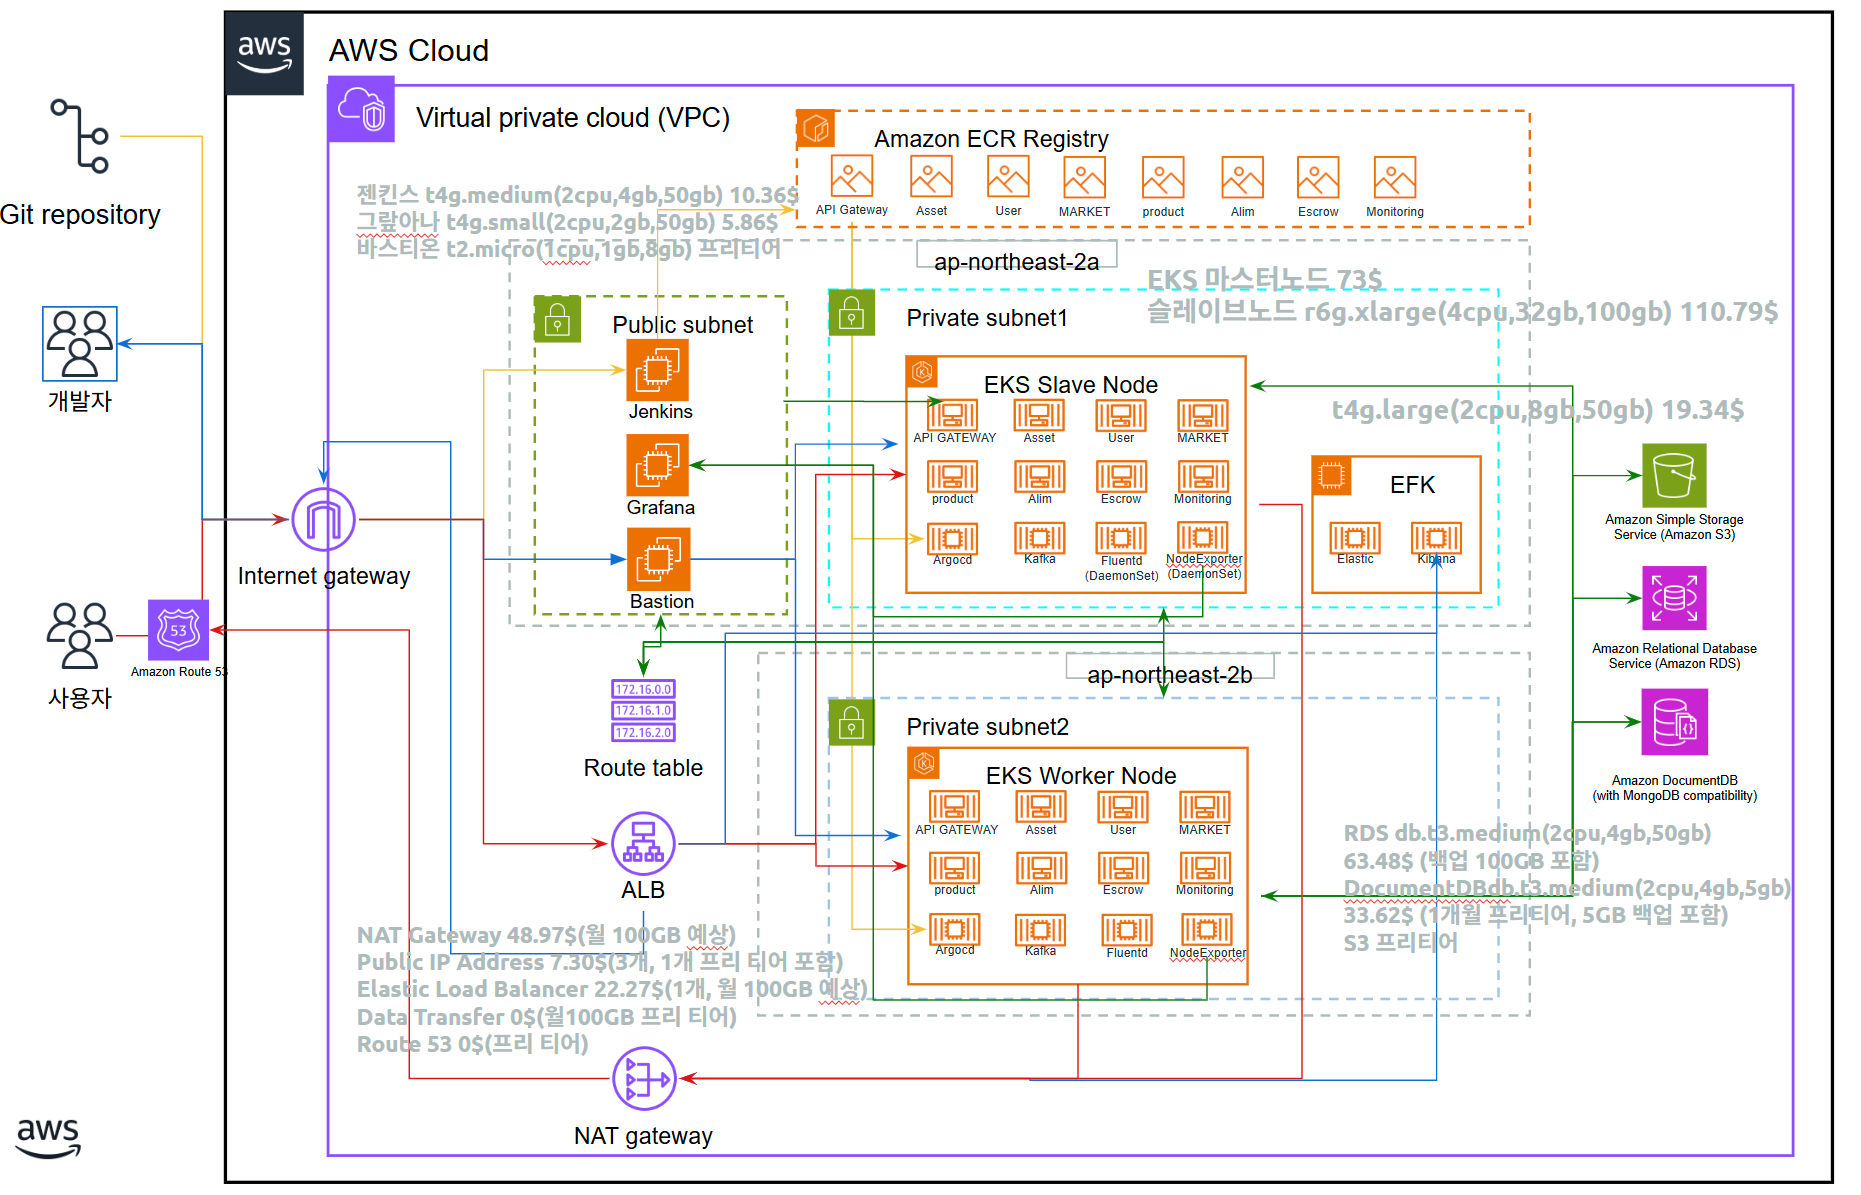 aws
AWS Cloud
Virtual private cloud (VPC)
Git repository
개발자
사용자
Amazon Route 53
53
Internet gateway
Amazon ECR Registry
API Gateway
Asset
User
MARKET
product
Alim
Escrow
Monitoring
젠킨스 t4g.medium(2cpu,4gb,50gb) 10.36$
그랖아나 t4g.small(2cpu,2gb,50gb) 5.86$
바스티온 t2.micro(1cpu,1gb,8gb) 프리티어
ap-northeast-2a
EKS 마스터노드 73$
슬레이브노드 r6g.xlarge(4cpu,32gb,100gb) 110.79$
Public subnet
Jenkins
Grafana
Bastion
Private subnet1
EKS Slave Node
API GATEWAY
Asset
User
MARKET
product
Alim
Escrow
Monitoring
Argocd
Kafka
Fluentd
(DaemonSet)
NodeExporter
(DaemonSet)
t4g.large(2cpu,8gb,50gb) 19.34$
EFK
Elastic
Kibana
Amazon Simple Storage
Service (Amazon S3)
Amazon Relational Database
Service (Amazon RDS)
Amazon DocumentDB
(with MongoDB compatibility)
172.16.0.0
172.16.1.0
172.16.2.0
Route table
ap-northeast-2b
Private subnet2
EKS Worker Node
API GATEWAY
Asset
User
MARKET
product
Alim
Escrow
Monitoring
Argocd
Kafka
Fluentd
NodeExporter
RDS db.t3.medium(2cpu,4gb,50gb)
63.48$ (백업 100GB 포함)
DocumentDBdb.t3.medium(2cpu,4gb,5gb)
33.62$ (1개월 프리티어, 5GB 백업 포함)
S3 프리티어
ALB
NAT Gateway 48.97$(월 100GB 예상)
Public IP Address 7.30$(3개, 1개 프리 티어 포함)
Elastic Load Balancer 22.27$(1개, 월 100GB 예상)
Data Transfer 0$(월100GB 프리 티어)
Route 53 0$(프리 티어)
NAT gateway
aws